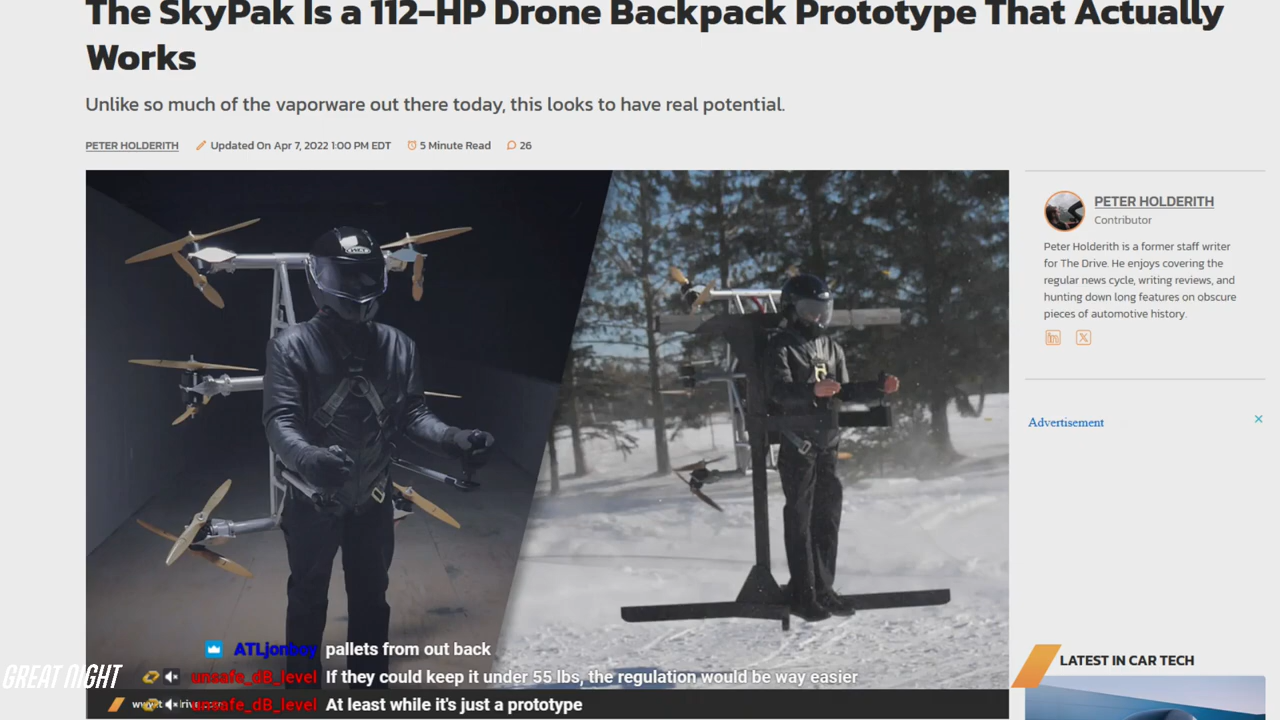 The SkyPak Is a 112-HP Drone Backpack Prototype That Actually
Works
Unlike so much of the vaporware out there today, this looks to have real potential.
PETER HOLDERITH Updated On Apr 7, 2022 1:00 PM EDT 5 Minute Read 26
PETER HOLDERITH
Contributor
Peter Holderith is a former staff writer
for The Drive. He enjoys covering the
regular news cycle, writing reviews, and
hunting down long features on obscure
pieces of automotive history.
Advertisement
ATLjonboy pallets from out back
GREAT NIGHT
unsafe_dB_level If they could keep it under 55 lbs, the regulation would be way easier
unsafe_dB_level At least while it's just a prototype
LATEST IN CAR TECH